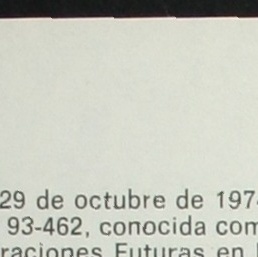 29 de octubre de 197
93-462, conocida com
raciones Futuras en